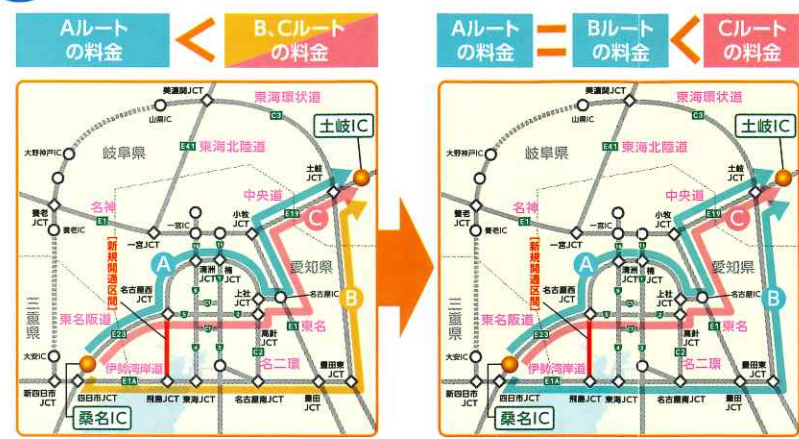 Aルート
の料金
<
B、Cルート
の料金
Aルート
の料金
=
Bルート
の料金
<
Cルート
の料金
美濃関JCT
東海環状道
山県IC
C3
土岐IC
大野神戸IC
岐阜県
E41
東海北陸道
土岐
JCT
中央道
養老
JCT
名神
養老IC
E1
一宮JCT
一宮IC
小牧
JCT
E19
C
[新規開通区間]
A
清洲
JCT
楠
JCT
愛知県
名古屋IC
名古屋西
JCT
上社
JCT
B
三重県
東名阪道
E23
高針
JCT
E1
東名
C2
名二環
大安IC
伊勢湾岸道
豊田東
JCT
E1A
新四日市
JCT
四日市JCT
飛島JCT
東海JCT
名古屋南JCT
豊田
JCT
桑名IC
美濃関JCT
東海環状道
山県IC
C3
土岐IC
大野神戸IC
岐阜県
E41
東海北陸道
土岐
JCT
中央道
養老
JCT
名神
養老IC
E1
一宮JCT
一宮IC
小牧
JCT
E19
C
[新規開通区間]
A
清洲
JCT
楠
JCT
愛知県
名古屋IC
名古屋西
JCT
上社
JCT
B
三重県
東名阪道
E23
高針
JCT
E1
東名
C2
名二環
大安IC
伊勢湾岸道
豊田東
JCT
E1A
新四日市
JCT
四日市JCT
飛島JCT
東海JCT
名古屋南JCT
豊田
JCT
桑名IC